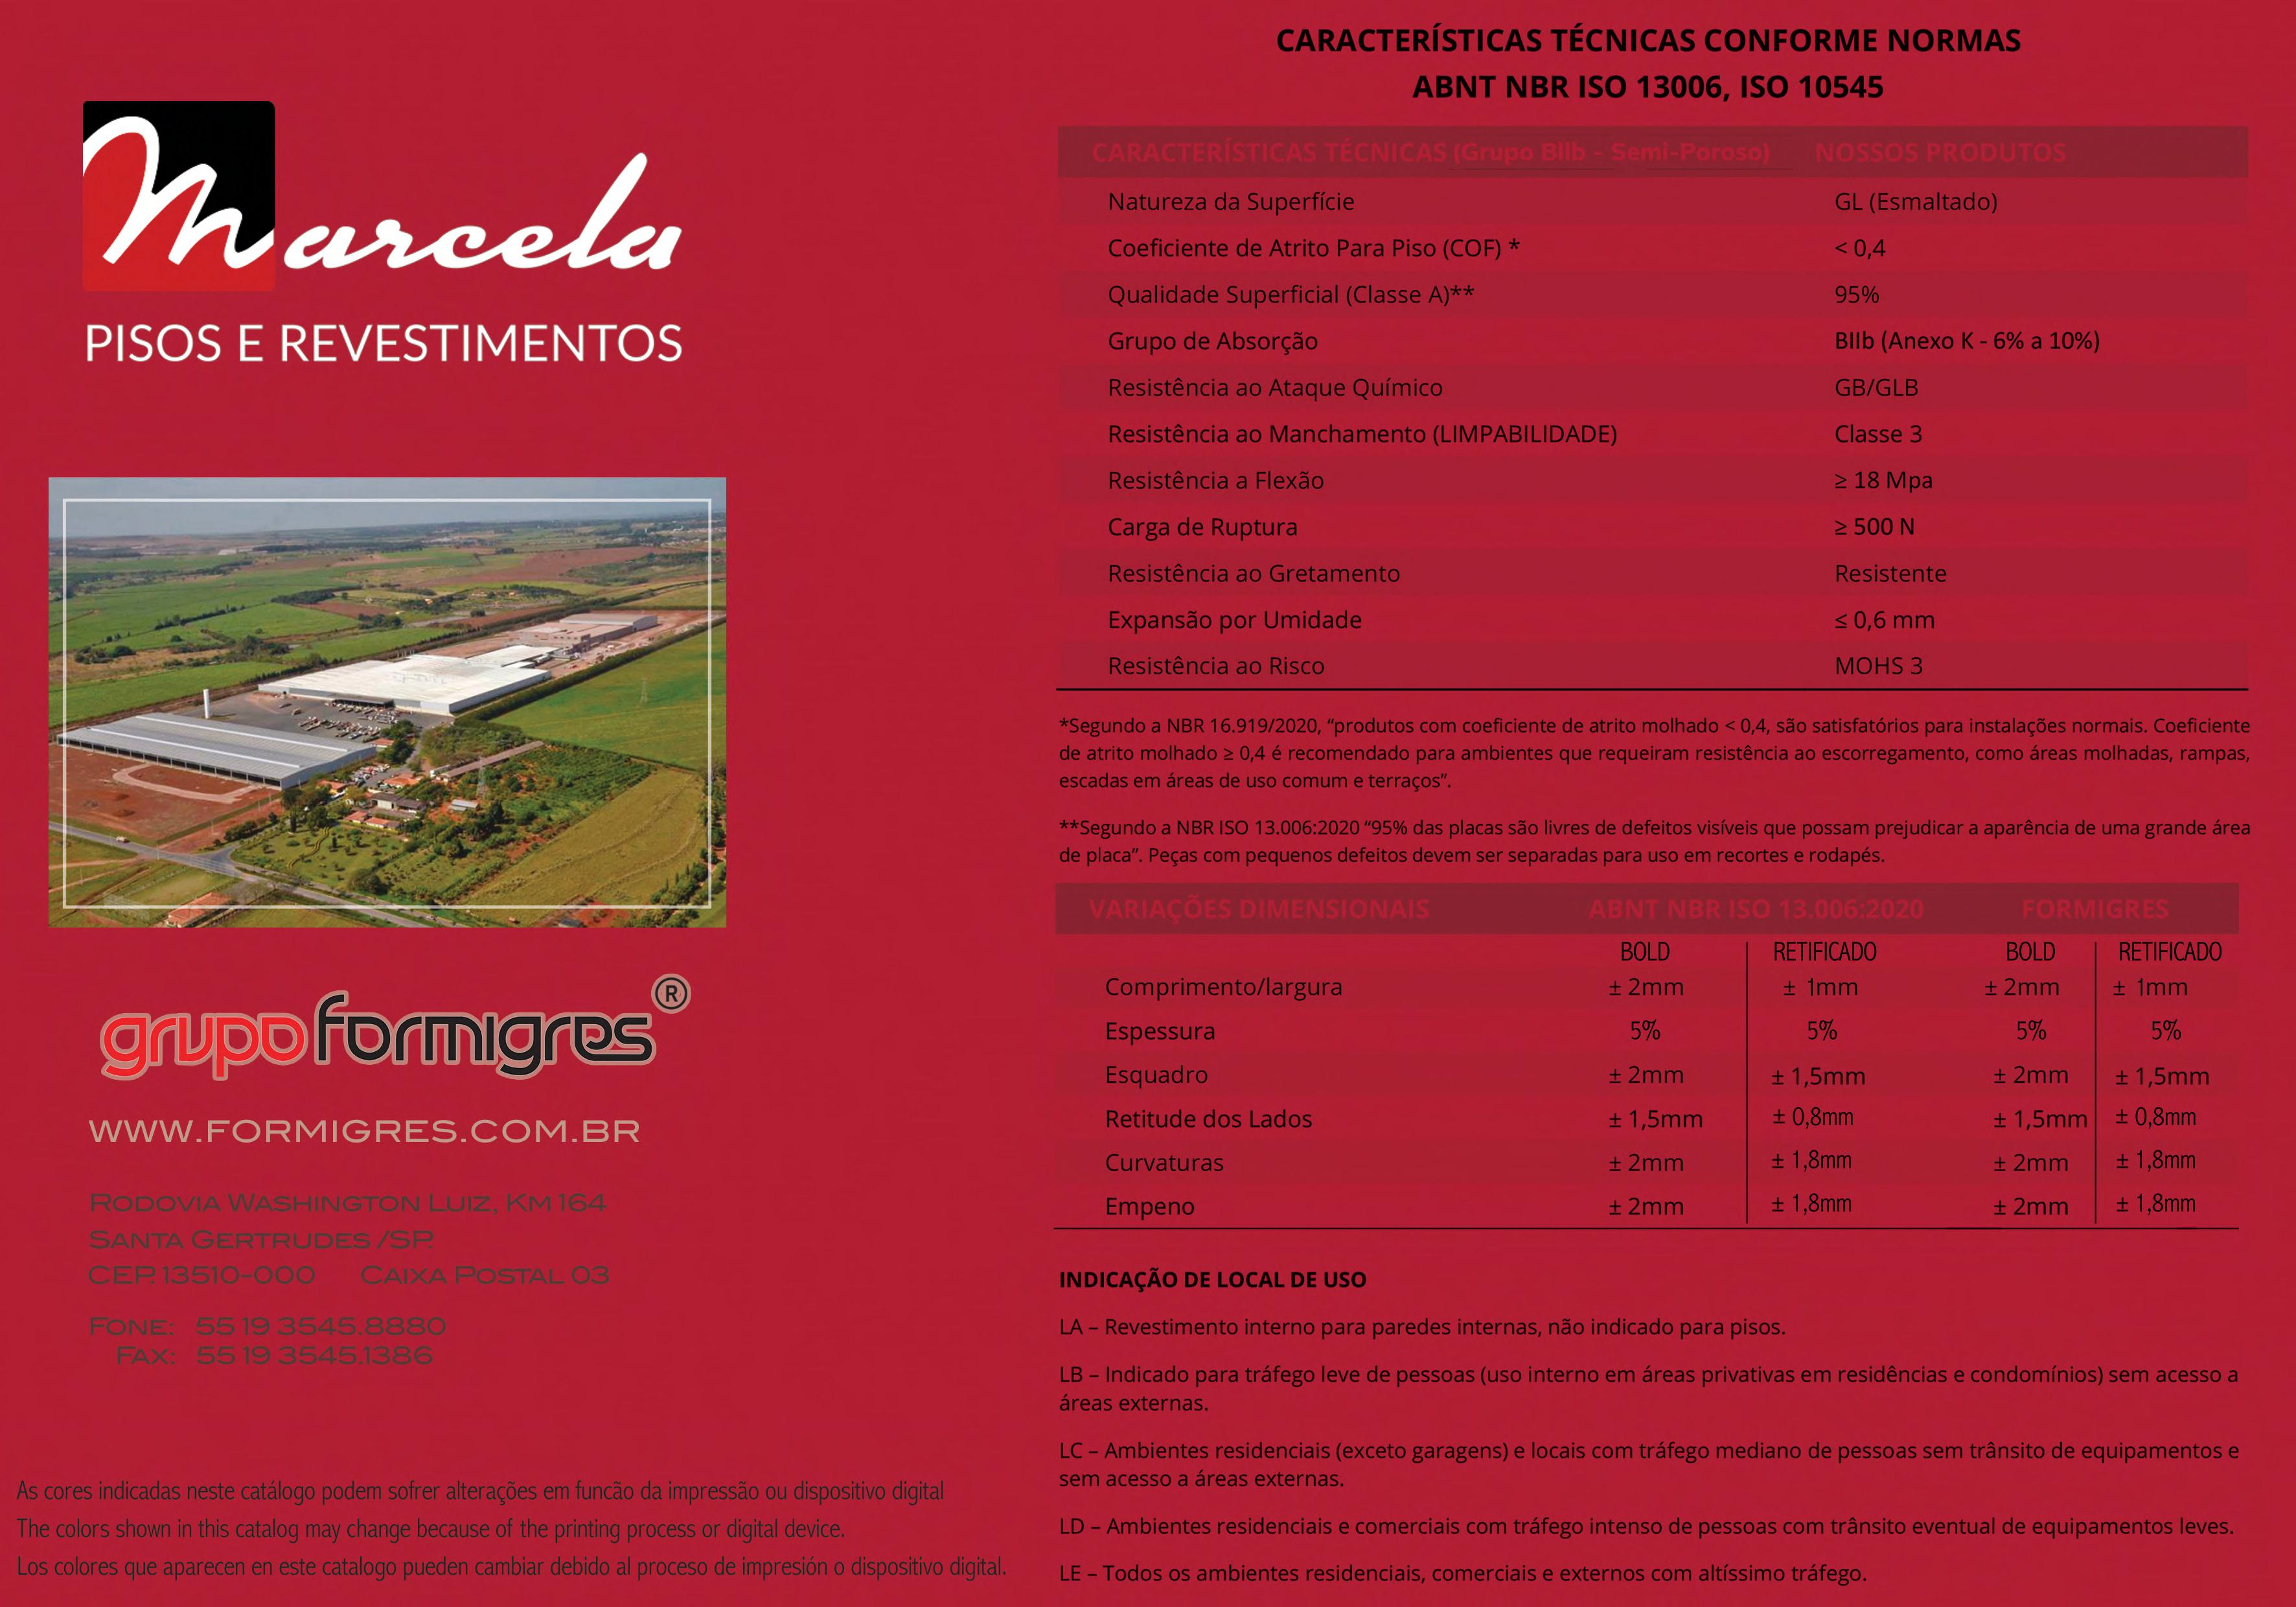 Marcela
PISOS E REVESTIMENTOS
grupoformigres®
WWW.FORMIGRES.COM.BR
RODOVIA WASHINGTON LUIZ, KM 164
SANTA GERTRUDES /SP.
CEP. 13510-000 CAIXA POSTAL 03
FONE: 55 19 3545.8880
FAX: 55 19 3545.1386
As cores indicadas neste catálogo podem sofrer alterações em funcão da impressão ou dispositivo digital
The colors shown in this catalog may change because of the printing process or digital device.
Los colores que aparecen en este catalogo pueden cambiar debido al proceso de impresión o dispositivo digital.
CARACTERÍSTICAS TÉCNICAS CONFORME NORMAS
ABNT NBR ISO 13006, ISO 10545
CARACTERÍSTICAS TÉCNICAS (Grupo BIIb - Semi-Poroso) NOSSOS PRODUTOS
Natureza da Superfície GL (Esmaltado)
Coeficiente de Atrito Para Piso (COF) * < 0,4
Qualidade Superficial (Classe A)** 95%
Grupo de Absorção BIIb (Anexo K - 6% a 10%)
Resistência ao Ataque Químico GB/GLB
Resistência ao Manchamento (LIMPABILIDADE) Classe 3
Resistência a Flexão ≥ 18 Mpa
Carga de Ruptura ≥ 500 N
Resistência ao Gretamento Resistente
Expansão por Umidade ≤ 0,6 mm
Resistência ao Risco MOHS 3
*Segundo a NBR 16.919/2020, “produtos com coeficiente de atrito molhado < 0,4, são satisfatórios para instalações normais. Coeficiente
de atrito molhado ≥ 0,4 é recomendado para ambientes que requeiram resistência ao escorregamento, como áreas molhadas, rampas,
escadas em áreas de uso comum e terraços”.
**Segundo a NBR ISO 13.006:2020 “95% das placas são livres de defeitos visíveis que possam prejudicar a aparência de uma grande área
de placa”. Peças com pequenos defeitos devem ser separadas para uso em recortes e rodapés.
VARIAÇÕES DIMENSIONAIS ABNT NBR ISO 13.006:2020 FORMIGRES
BOLD RETIFICADO BOLD RETIFICADO
Comprimento/largura ± 2mm ± 1mm ± 2mm ± 1mm
Espessura 5% 5% 5% 5%
Esquadro ± 2mm ± 1,5mm ± 2mm ± 1,5mm
Retitude dos Lados ± 1,5mm ± 0,8mm ± 1,5mm ± 0,8mm
Curvaturas ± 2mm ± 1,8mm ± 2mm ± 1,8mm
Empeno ± 2mm ± 1,8mm ± 2mm ± 1,8mm
INDICAÇÃO DE LOCAL DE USO
LA – Revestimento interno para paredes internas, não indicado para pisos.
LB – Indicado para tráfego leve de pessoas (uso interno em áreas privativas em residências e condomínios) sem acesso a
áreas externas.
LC – Ambientes residenciais (exceto garagens) e locais com tráfego mediano de pessoas sem trânsito de equipamentos e
sem acesso a áreas externas.
LD – Ambientes residenciais e comerciais com tráfego intenso de pessoas com trânsito eventual de equipamentos leves.
LE – Todos os ambientes residenciais, comerciais e externos com altíssimo tráfego.